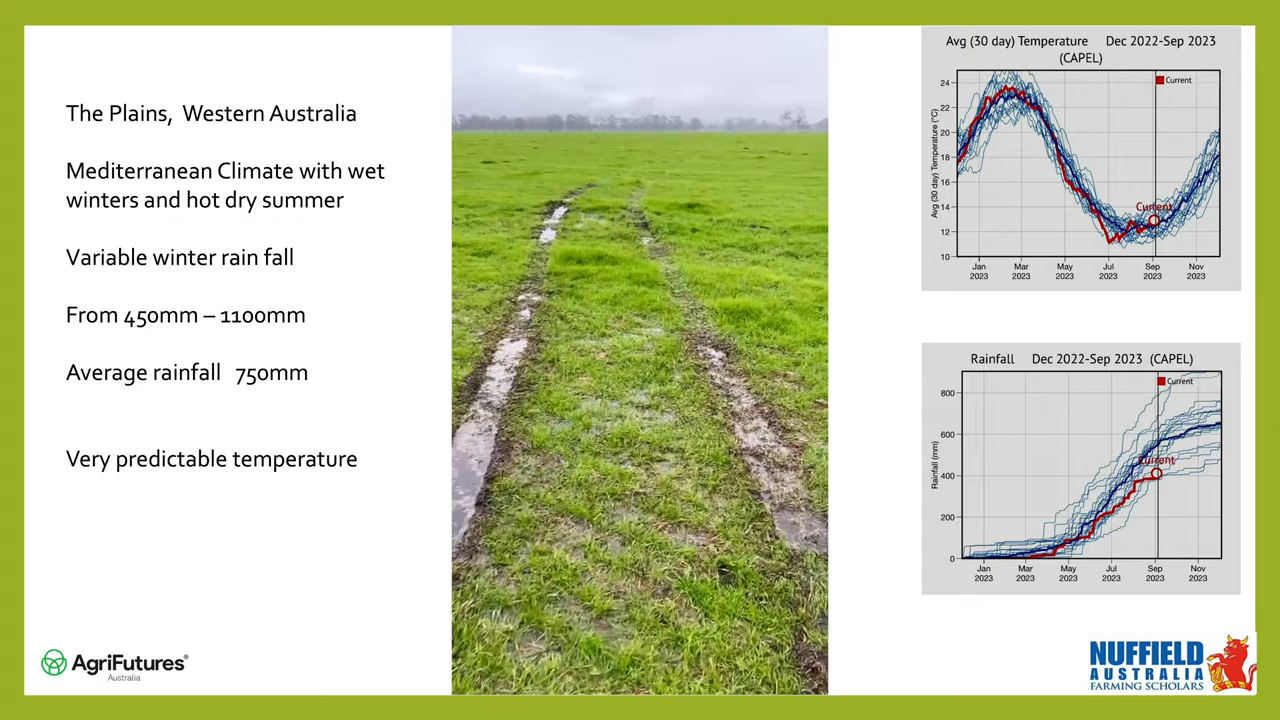 The Plains, Western Australia
Mediterranean Climate with wet
winters and hot dry summer
Variable winter rain fall
From 450mm – 1100mm
Average rainfall 750mm
Very predictable temperature
AgriFutures®
Australia
Avg (30 day) Temperature Dec 2022-Sep 2023
(CAPEL)
Current
Avg (30 day) Temperature (°C)
24
22
20
18
16
14
12
10
Current
Jan Mar May Jul Sep Nov
2023 2023 2023 2023 2023 2023
Rainfall Dec 2022-Sep 2023 (CAPEL)
Current
Rainfall (mm)
800
600
400
200
0
Current
Jan Mar May Jul Sep Nov
2023 2023 2023 2023 2023 2023
NUFFIELD
AUSTRALIA
FARMING SCHOLARS